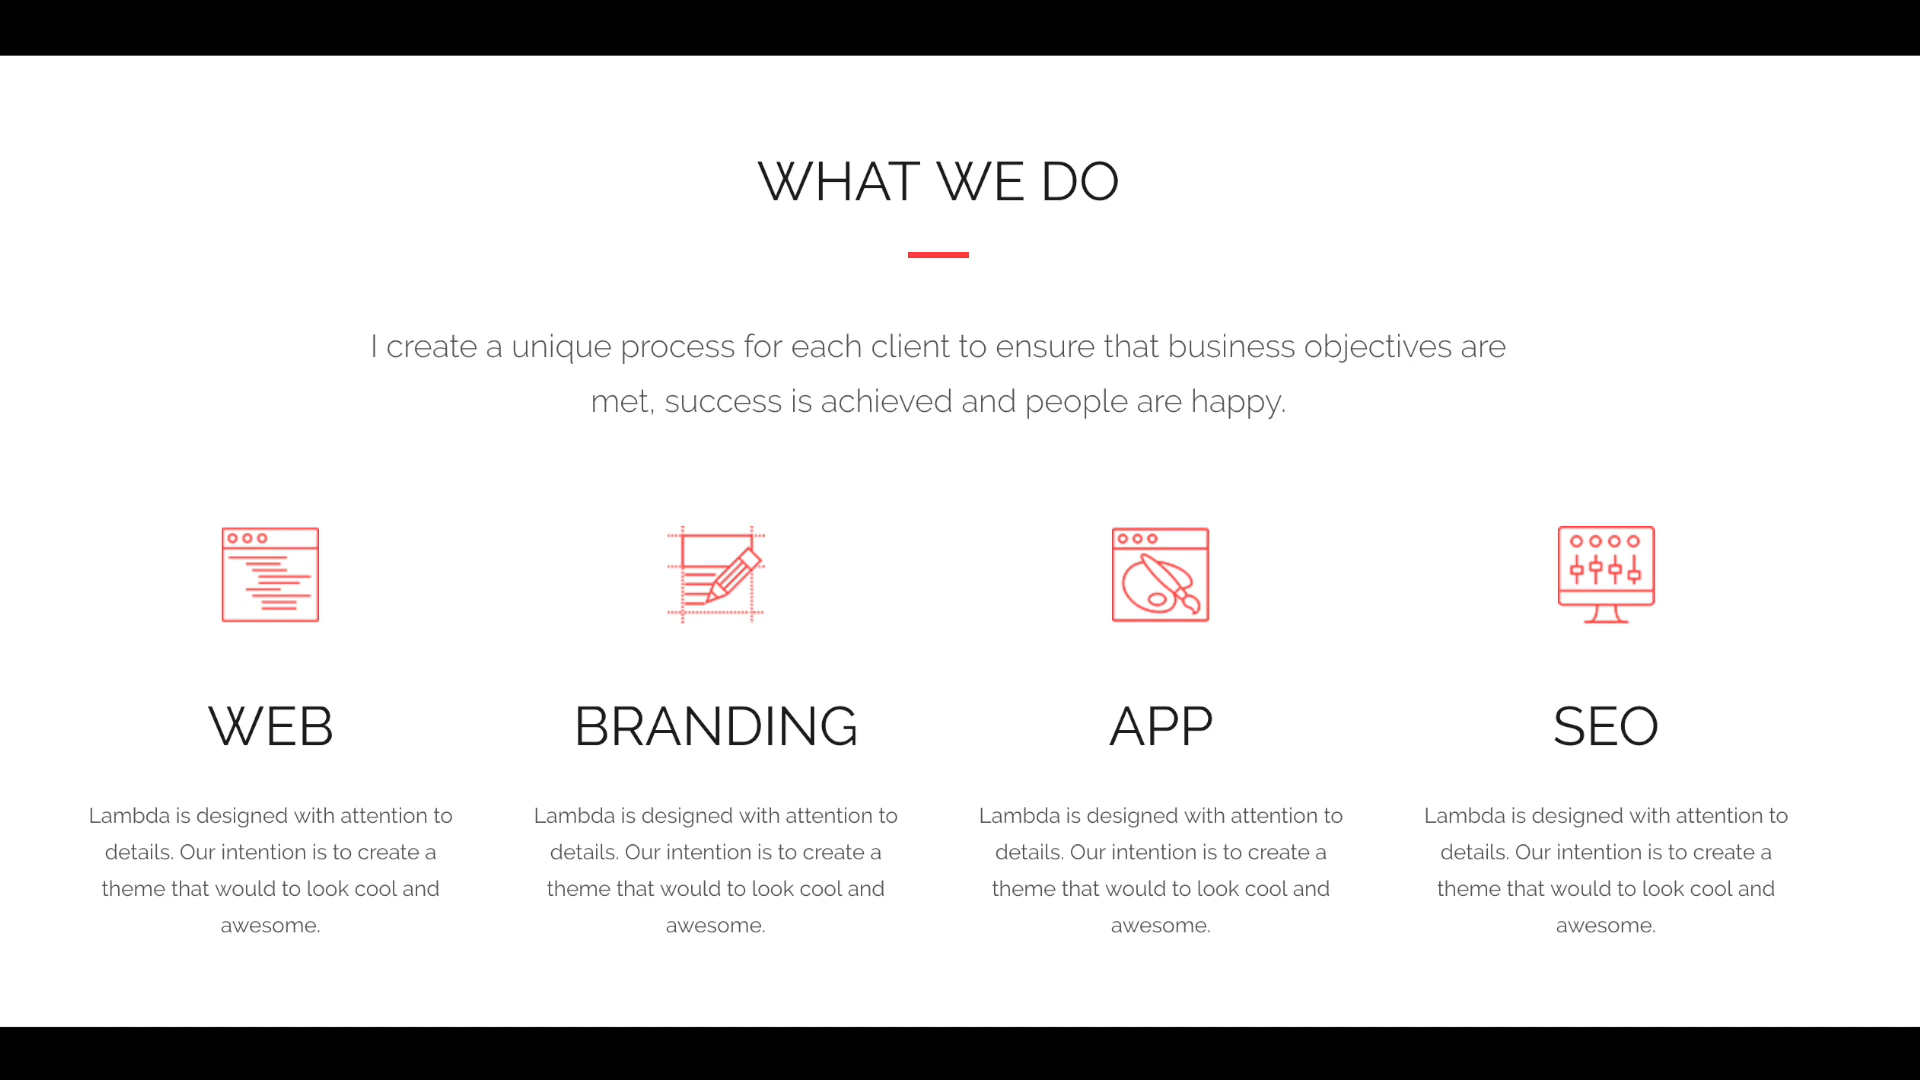 WHAT WE DO
I create a unique process for each client to ensure that business objectives are
met, success is achieved and people are happy.
WEB
Lambda is designed with attention to
details. Our intention is to create a
theme that would to look cool and
awesome.
BRANDING
Lambda is designed with attention to
details. Our intention is to create a
theme that would to look cool and
awesome.
APP
Lambda is designed with attention to
details. Our intention is to create a
theme that would to look cool and
awesome.
SEO
Lambda is designed with attention to
details. Our intention is to create a
theme that would to look cool and
awesome.